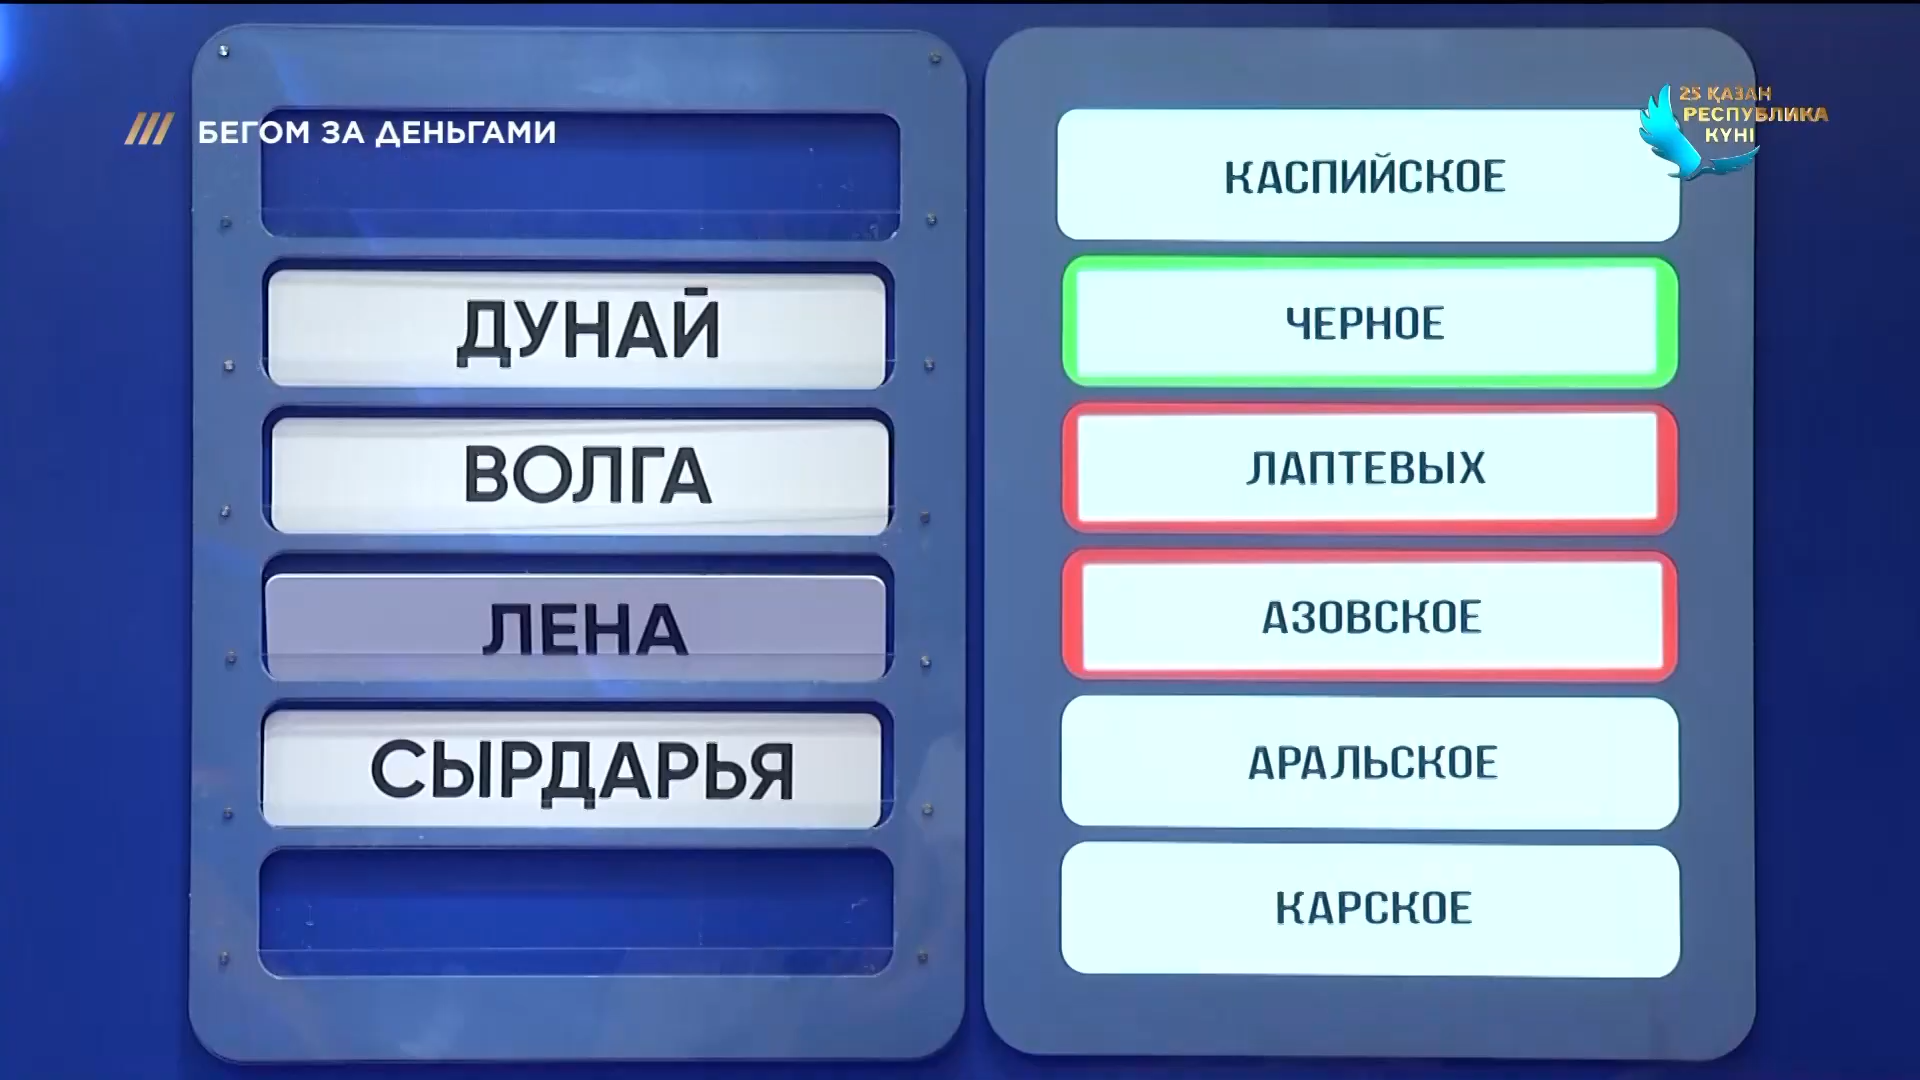 БЕГОМ ЗА ДЕНЬГАМИ
25 ҚАЗАН
РЕСПУБЛИКА
КҮНІ
КАСПИЙСКОЕ
ДУНАЙ
ЧЕРНОЕ
ВОЛГА
ЛАПТЕВЫХ
ЛЕНА
АЗОВСКОЕ
СЫРДАРЬЯ
АРАЛЬСКОЕ
КАРСКОЕ